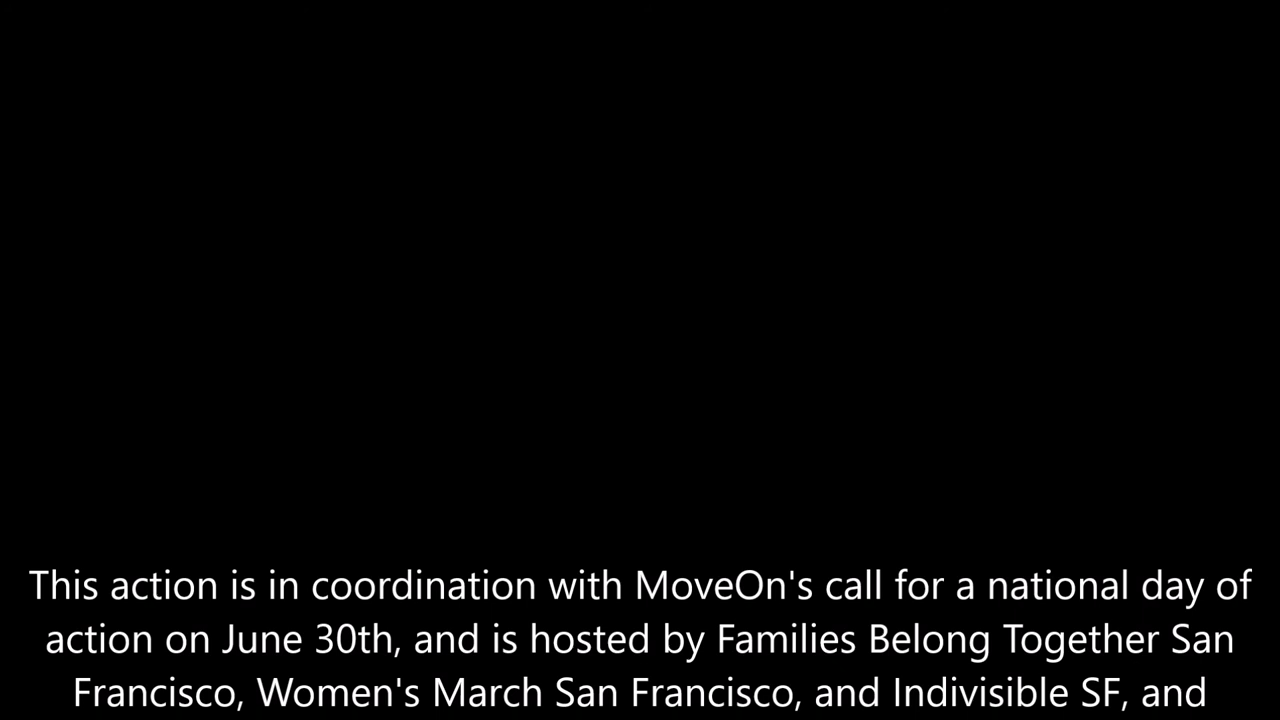 This action is in coordination with MoveOn's call for a national day of
action on June 30th, and is hosted by Families Belong Together San
Francisco, Women's March San Francisco, and Indivisible SF, and